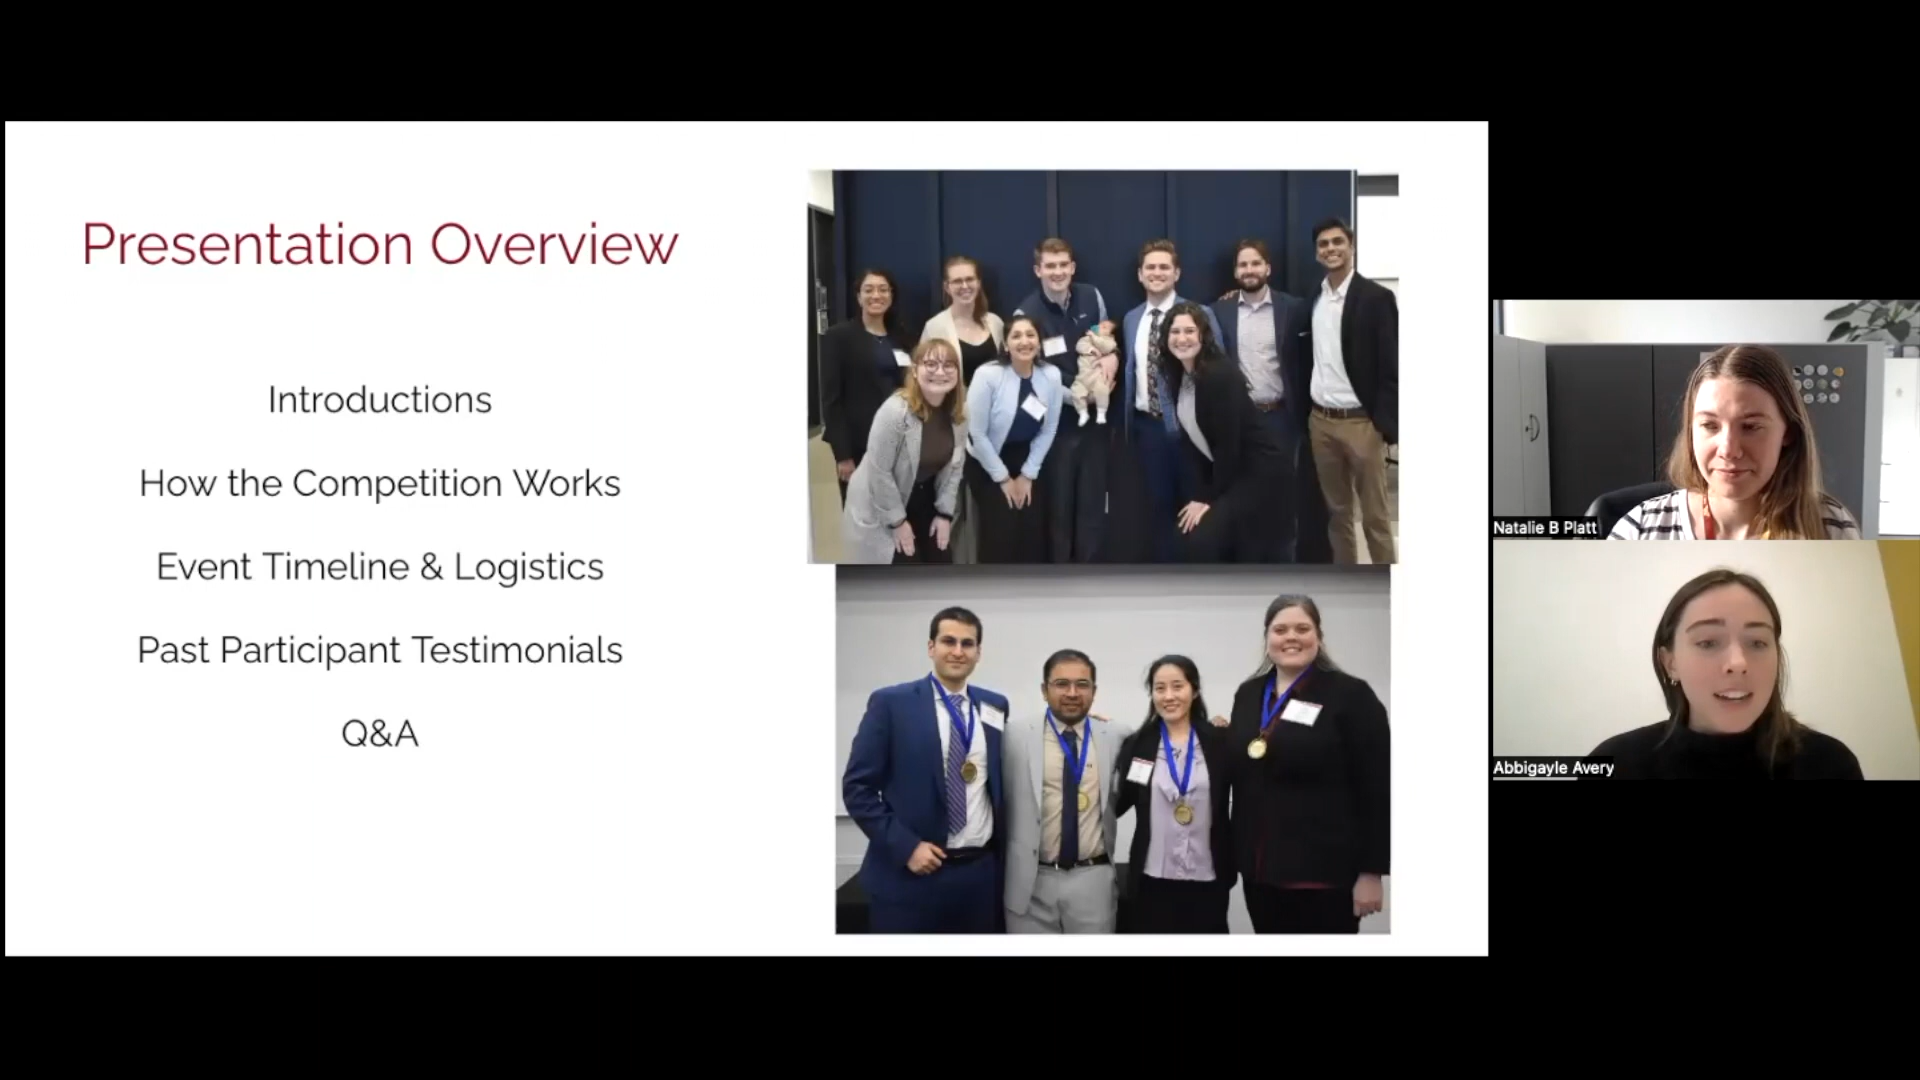 Presentation Overview
Introductions
How the Competition Works
Event Timeline & Logistics
Past Participant Testimonials
Q&A
Natalie B Platt
Abbigayle Avery